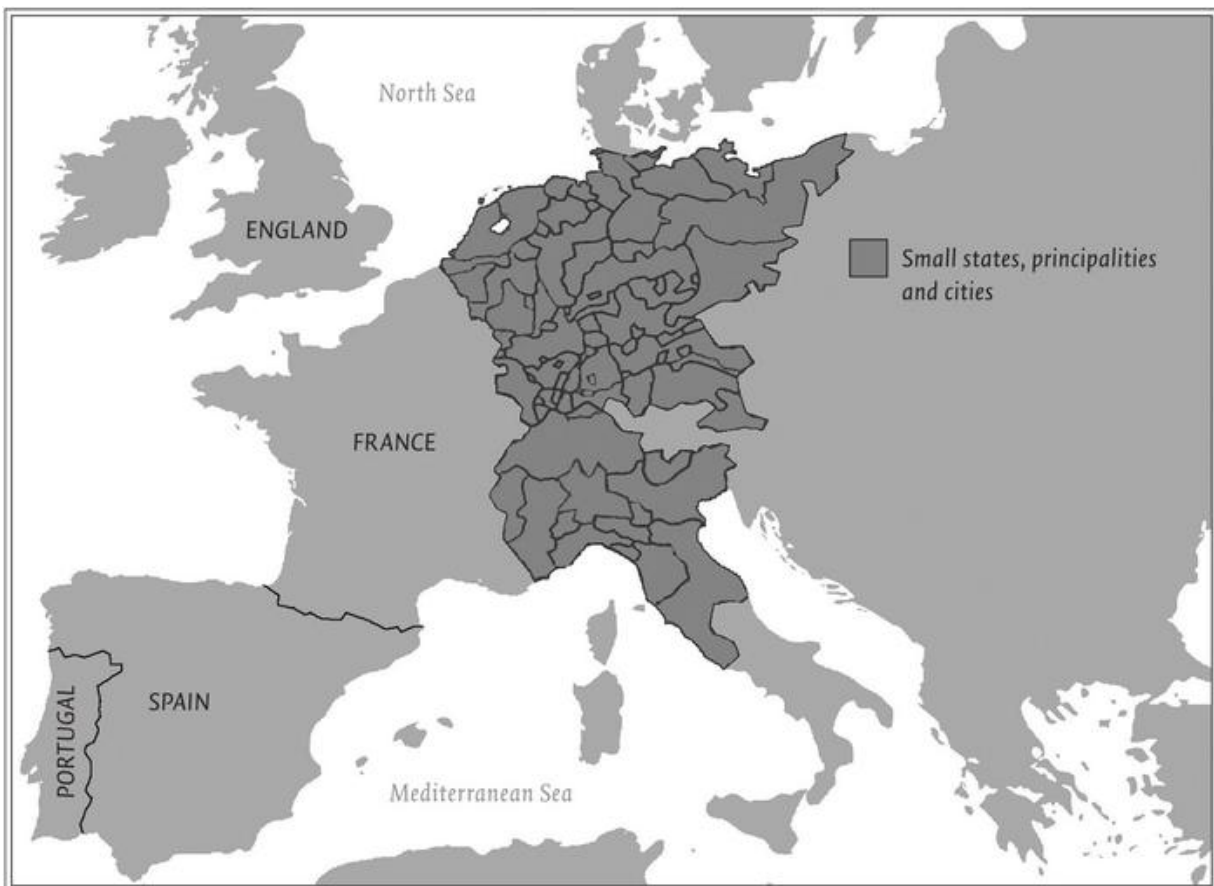 North Sea
ENGLAND
Small states, principalities
and cities
FRANCE
SPAIN
PORTUGAL
Mediterranean Sea